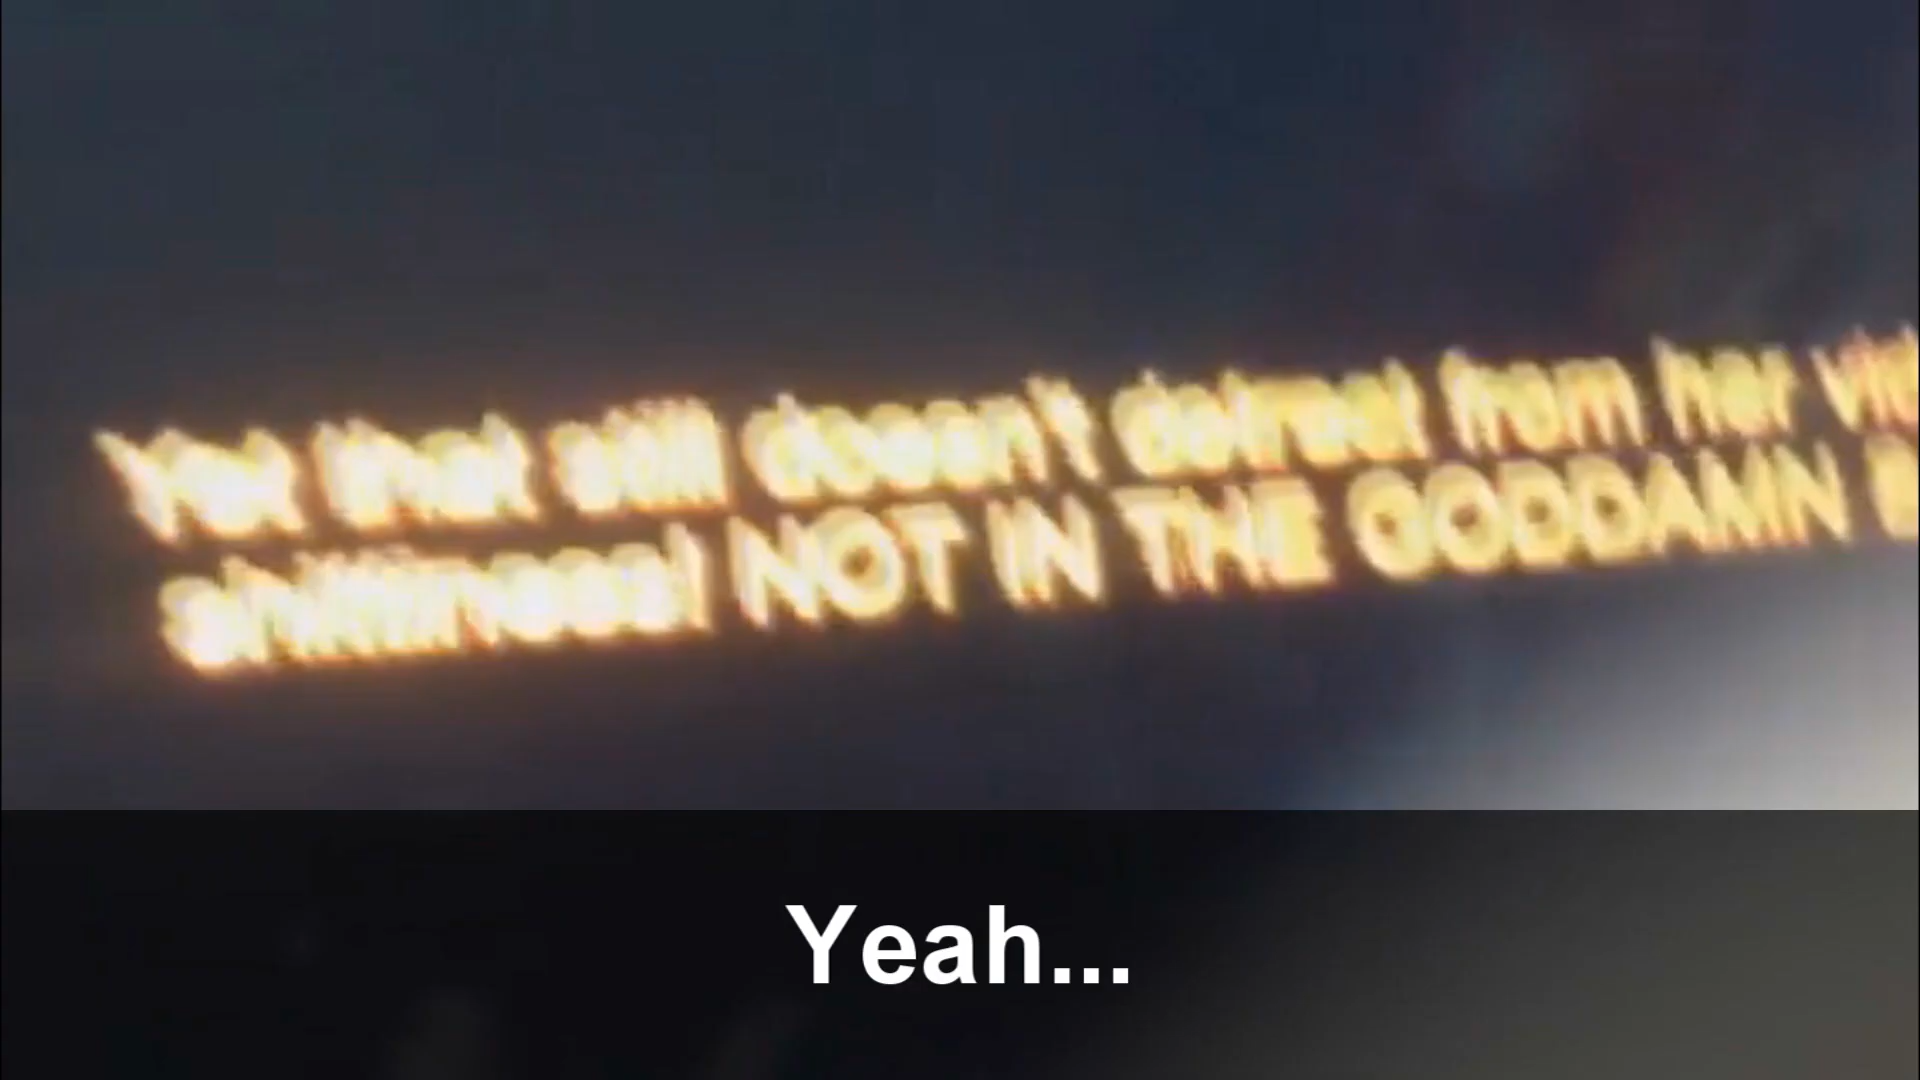 Yet that still doesn't detract from her
shittiness! NOT IN THE GODDAMN
Yeah...